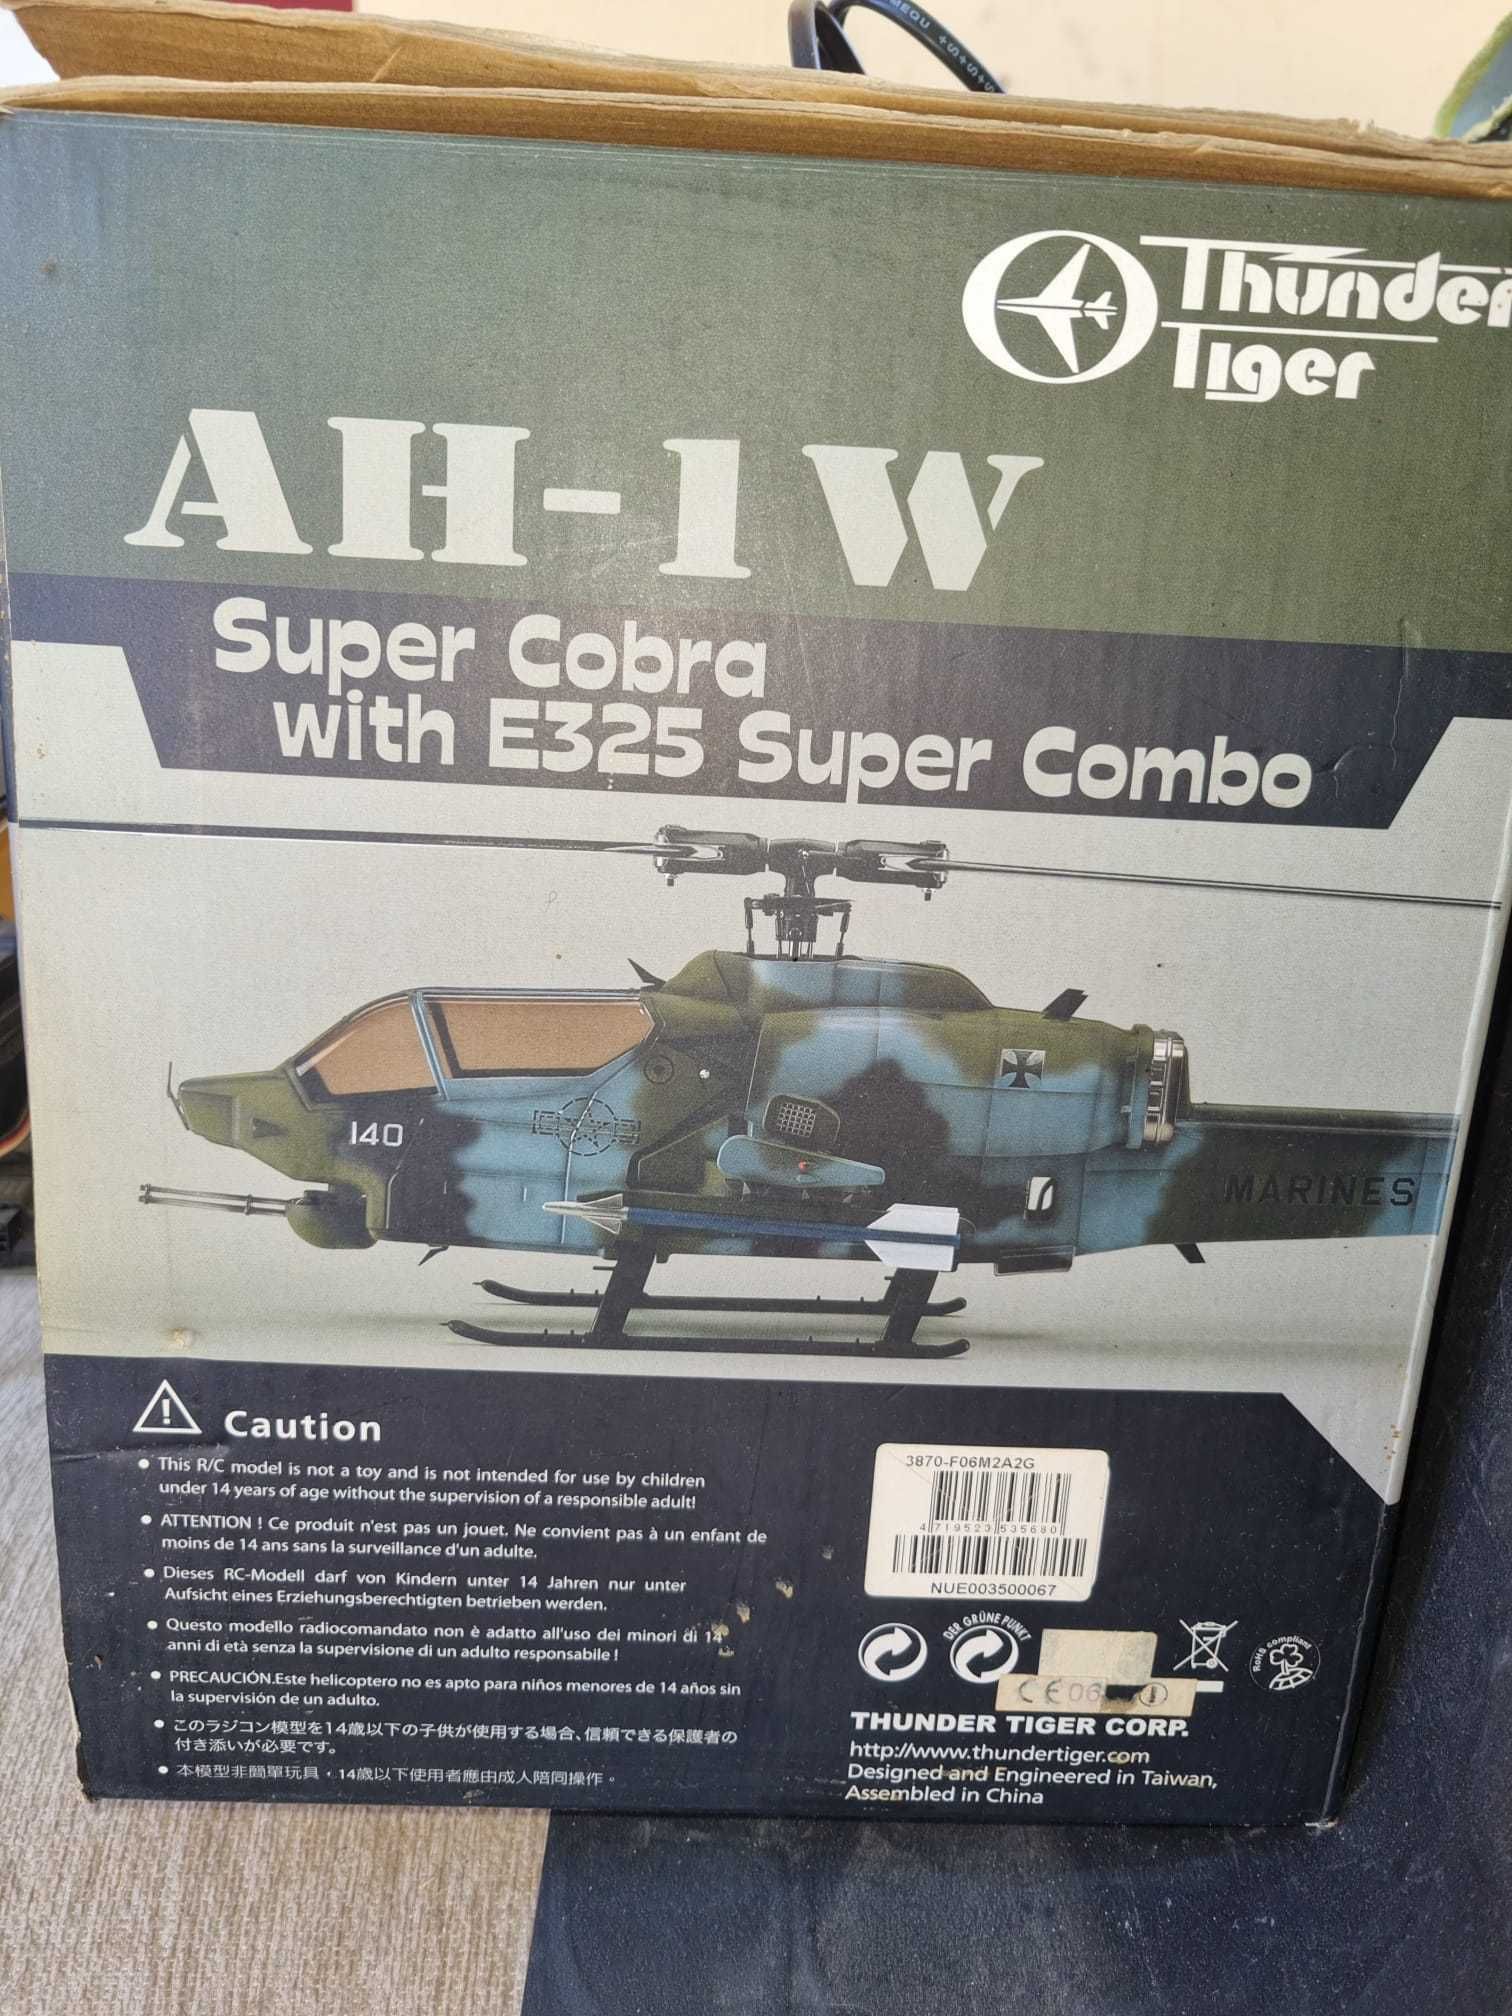 Thunder
Tiger
AH-1W
Super Cobra
with E325 Super Combo
140
MARINES
Caution
• This R/C model is not a toy and is not intended for use by children
under 14 years of age without the supervision of a responsible adult!
• ATTENTION ! Ce produit n'est pas un jouet. Ne convient pas à un enfant de
moins de 14 ans sans la surveillance d'un adulte.
• Dieses RC-Modell darf von Kindern unter 14 Jahren nur unter
Aufsicht eines Erziehungsberechtigten betrieben werden.
• Questo modello radiocomandato non è adatto all'uso dei minori di 14
anni di età senza la supervisione di un adulto responsabile !
• PRECAUCIÓN.Este helicoptero no es apto para niños menores de 14 años sin
la supervisión de un adulto.
• このラジコン模型を14歳以下の子供が使用する場合、信頼できる保護者の
付き添いが必要です。
• 本模型非簡單玩具，14歲以下使用者應由成人陪同操作。
3870-F06M2A2G
4 719523 535680
NUE003500067
DER GRÜNE PUNKT
RoHS compliant
CE06
THUNDER TIGER CORP.
http://www.thundertiger.com
Designed and Engineered in Taiwan,
Assembled in China